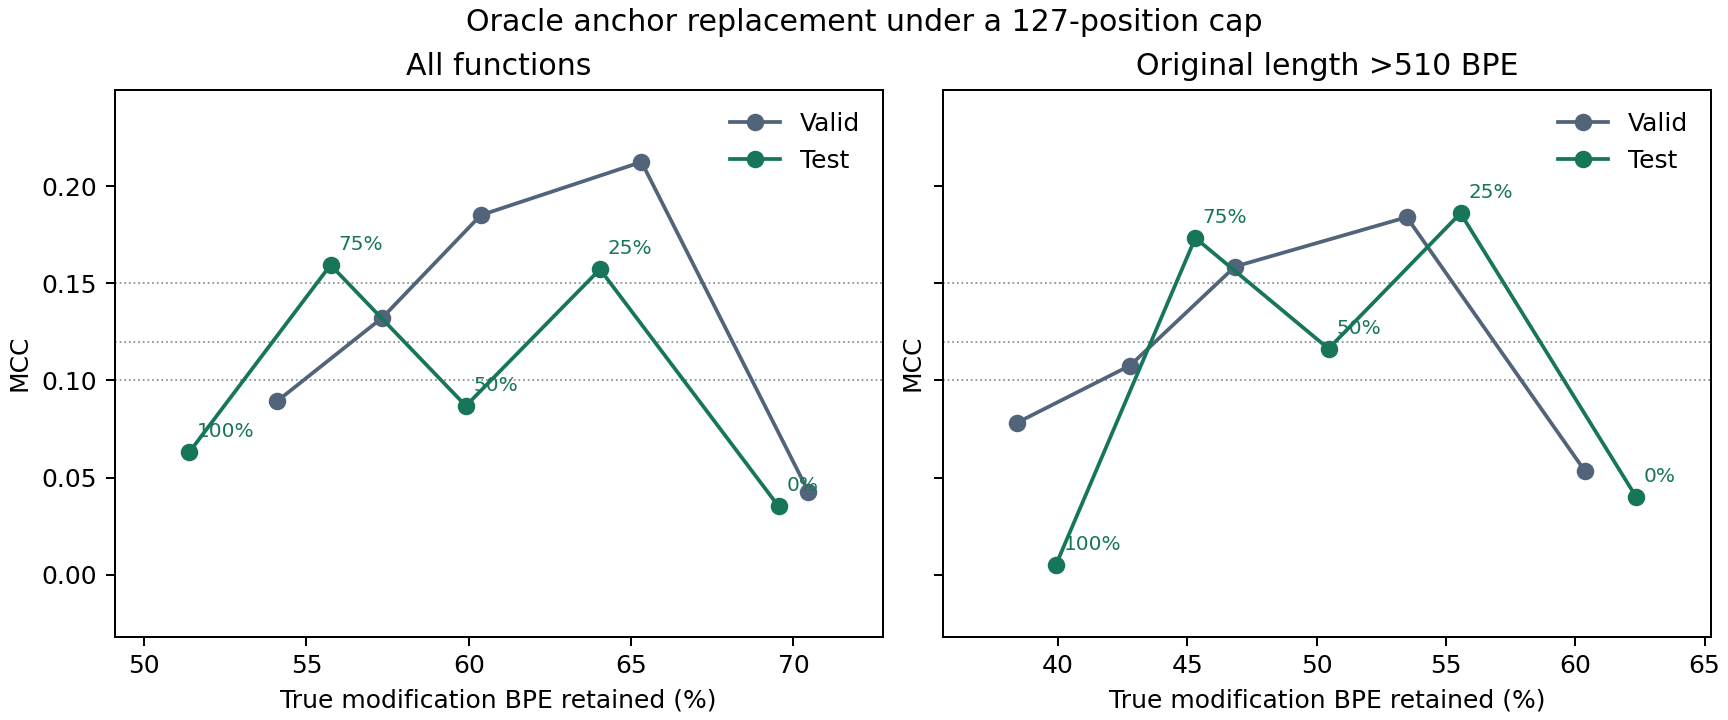 Oracle anchor replacement under a 127-position cap
All functions
Valid
Test
75%
25%
50%
100%
0%
0.20
0.15
0.10
0.05
0.00
MCC
50
55
60
65
70
True modification BPE retained (%)
Original length >510 BPE
Valid
Test
25%
75%
50%
0%
100%
MCC
40
45
50
55
60
65
True modification BPE retained (%)